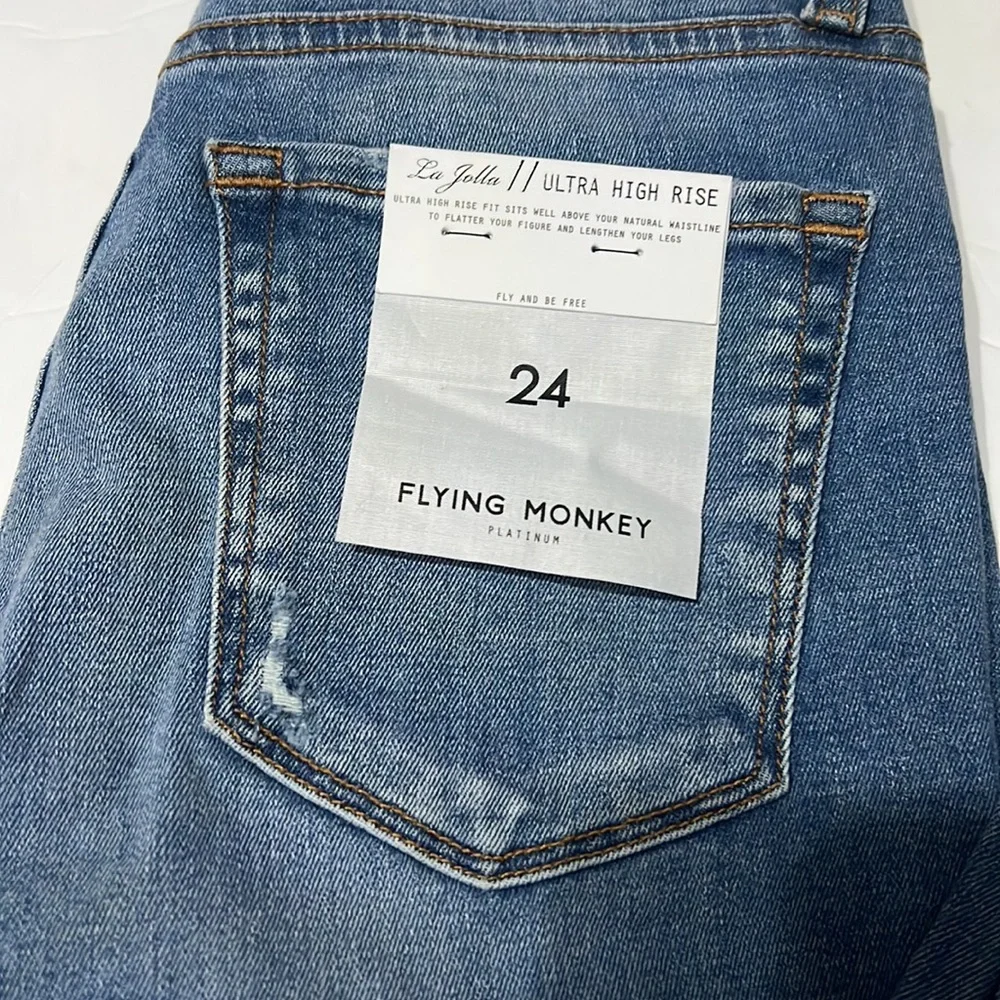 La Jolla // ULTRA HIGH RISE
ULTRA HIGH RISE FIT SITS WELL ABOVE YOUR NATURAL WAISTLINE
TO FLATTER YOUR FIGURE AND LENGTHEN YOUR LEGS
FLY AND BE FREE
24
FLYING MONKEY
PLATINUM